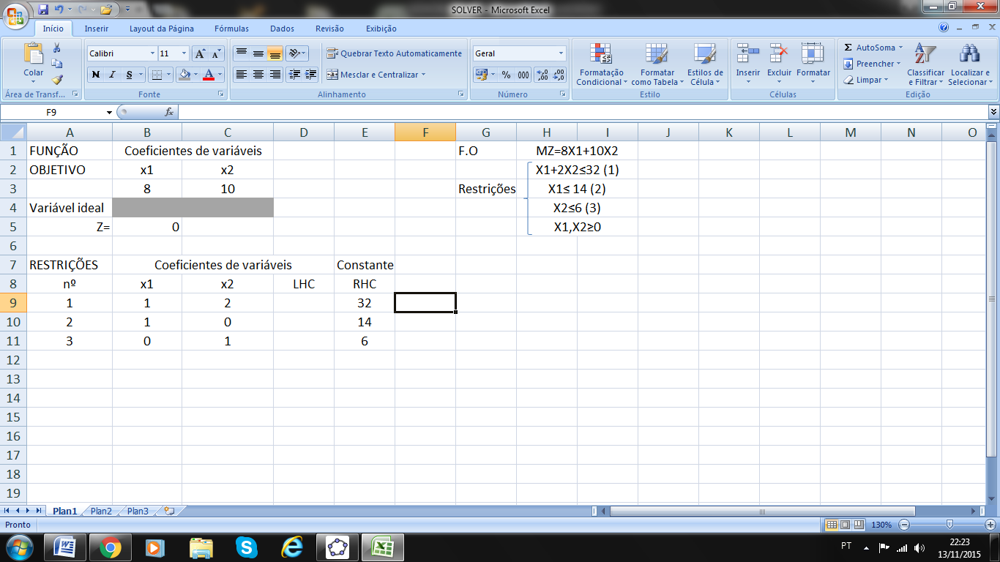 SOLVER - Microsoft Excel
Início Inserir Layout da Página Fórmulas Dados Revisão Exibição
Colar
Área de Transf...
Calibri 11 A A
N I S A
Fonte
Quebrar Texto Automaticamente
Mesclar e Centralizar
Alinhamento
Geral
% 000 ,00 ,00
Número
Formatação Condicional
Formatar como Tabela
Estilos de Célula
Estilo
Inserir Excluir Formatar
Células
Σ AutoSoma
Preencher
Limpar
Classificar e Filtrar
Localizar e Selecionar
Edição
F9 fx
A B C D E F G H I J K L M N O
1 FUNÇÃO Coeficientes de variáveis F.O MZ=8X1+10X2
2 OBJETIVO x1 x2 X1+2X2≤32 (1)
3 8 10 Restrições X1≤ 14 (2)
4 Variável ideal X2≤6 (3)
5 Z= 0 X1,X2≥0
6
7 RESTRIÇÕES Coeficientes de variáveis Constante
8 nº x1 x2 LHC RHC
9 1 1 2 32
10 2 1 0 14
11 3 0 1 6
12
13
14
15
16
17
18
19
Plan1 Plan2 Plan3
Pronto 130%
PT 22:23
13/11/2015